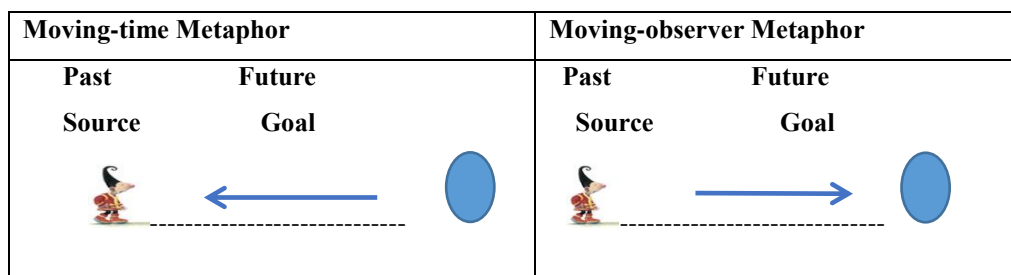 Moving-time Metaphor
Past Future
Source Goal
Moving-observer Metaphor
Past Future
Source Goal